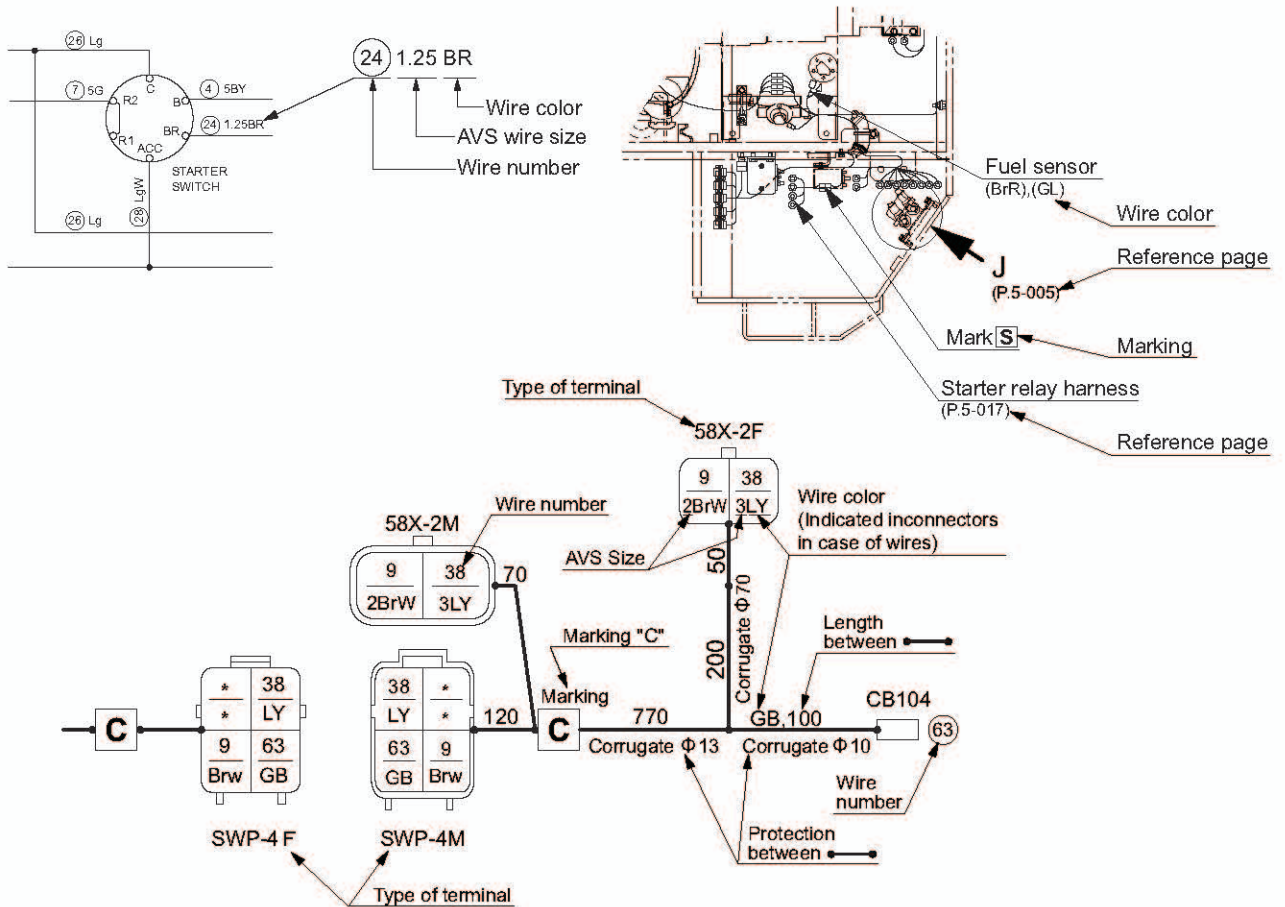 26 Lg
7 5G
C
R2
B
4 5BY
BR
24 1.25BR
R1
ACC
STARTER
SWITCH
28 LgW
26 Lg
24 1.25 BR
Wire color
AVS wire size
Wire number
Fuel sensor
(BrR),(GL)
Wire color
J
(P.5-005)
Reference page
Mark S
Marking
Starter relay harness
(P.5-017)
Reference page
Type of terminal
58X-2F
9 38
2BrW 3LY
Wire number
AVS Size
Wire color
(Indicated inconnectors
in case of wires)
58X-2M
9 38
2BrW 3LY
70
50
200
Corrugate Φ70
Marking "C"
Marking
Length
between
C
* 38
* LY
9 63
Brw GB
38 *
LY *
63 9
GB Brw
120
C
770
Corrugate Φ13
GB,100
Corrugate Φ10
CB104
63
Wire
number
SWP-4 F
SWP-4M
Protection
between
Type of terminal